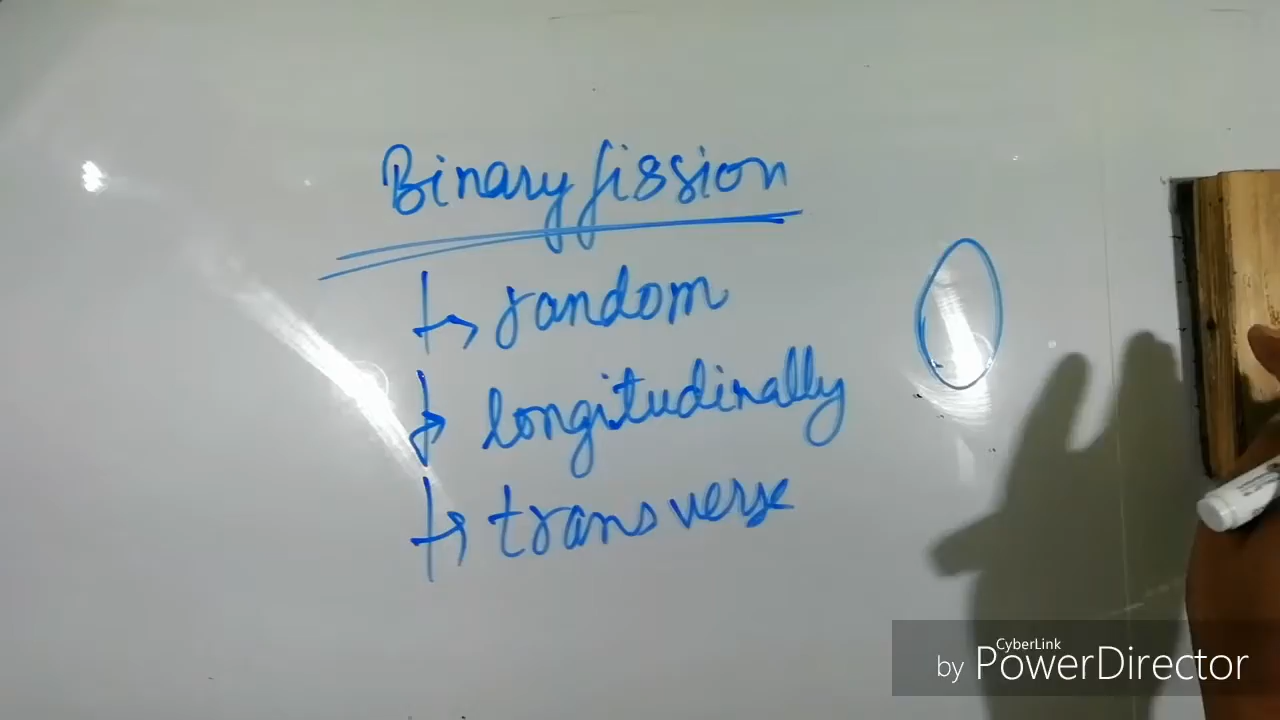 Binary fission
random
longitudinally
transverse
CyberLink
by PowerDirector